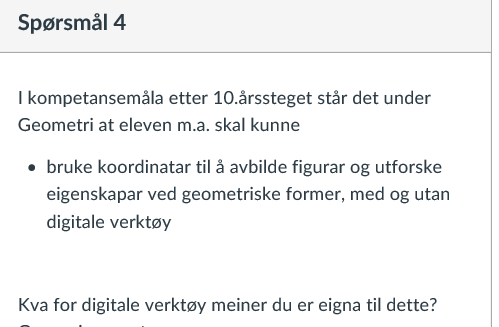 Spørsmål 4
I kompetansemåla etter 10.årssteget står det under
Geometri at eleven m.a. skal kunne
• bruke koordinatar til å avbilde figurar og utforske
eigenskapar ved geometriske former, med og utan
digitale verktøy
Kva for digitale verktøy meiner du er eigna til dette?